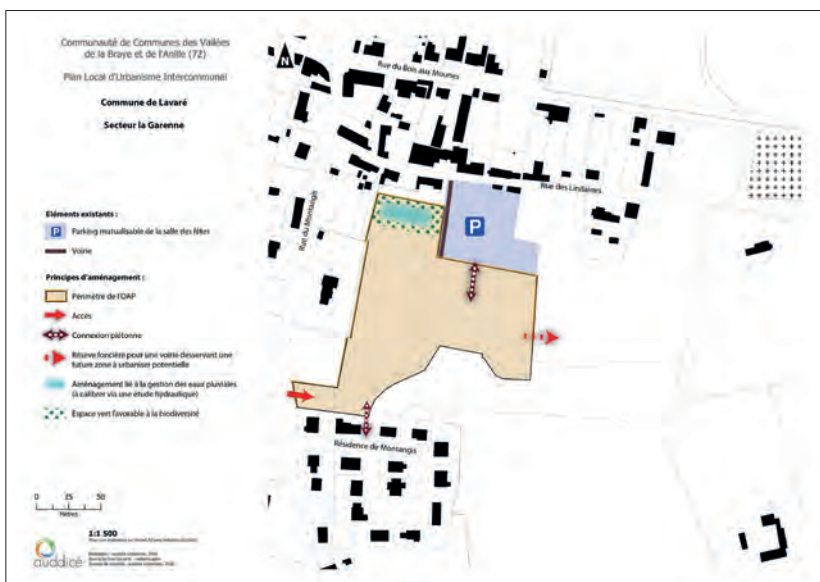 Communauté de Communes des Vallées
de la Braye et de l'Anille (72)
Plan Local d'Urbanisme Intercommunal
Commune de Lavaré
Secteur la Garenne
Eléments existants :
P
Parking mutualisable de la salle des fêtes
Voirie
Principes d'aménagement :
Périmètre de l'OAP
Accès
Connexion piétonne
Réserve foncière pour une voirie desservant une
future zone à urbaniser potentielle
Aménagement lié à la gestion des eaux pluviales
(à calibrer via une étude hydraulique)
Espace vert favorable à la biodiversité
0 25 50
Mètres
1:1 500
auddicé
N
Rue du Bois aux Moines
Rue des Lindaines
Rue du Montangis
P
Résidence de Montangis